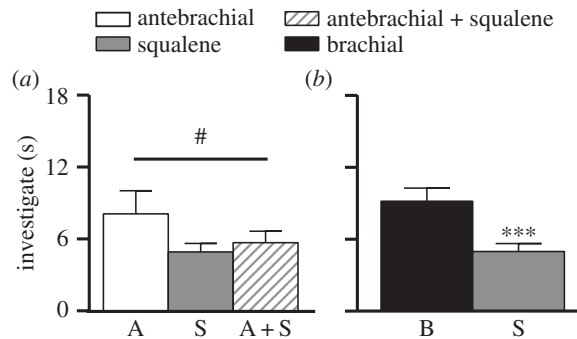 antebrachial
antebrachial + squalene
squalene
brachial
(a)
(b)
investigate (s)
18
12
6
0
#
***
A
S
A + S
B
S